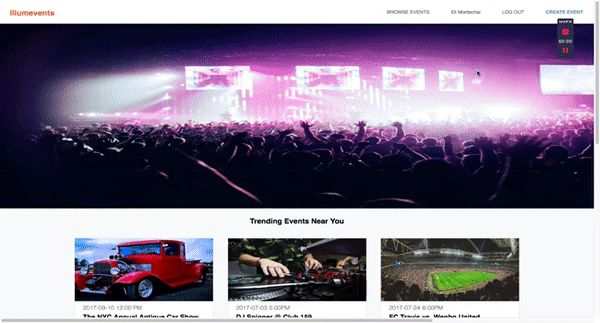 lilumevents
BROWSE EVENTS
Eli Mordechai
LOG OUT
CREATE EVENT
00:00
Trending Events Near You
2017-09-10 12:00 PM
The NYC Annual Antique Car Show
2017-07-03 5:00PM
DJ Spinner @ Club 159
2017-07-24 8:00PM
FC Travis vs. Wenbo United